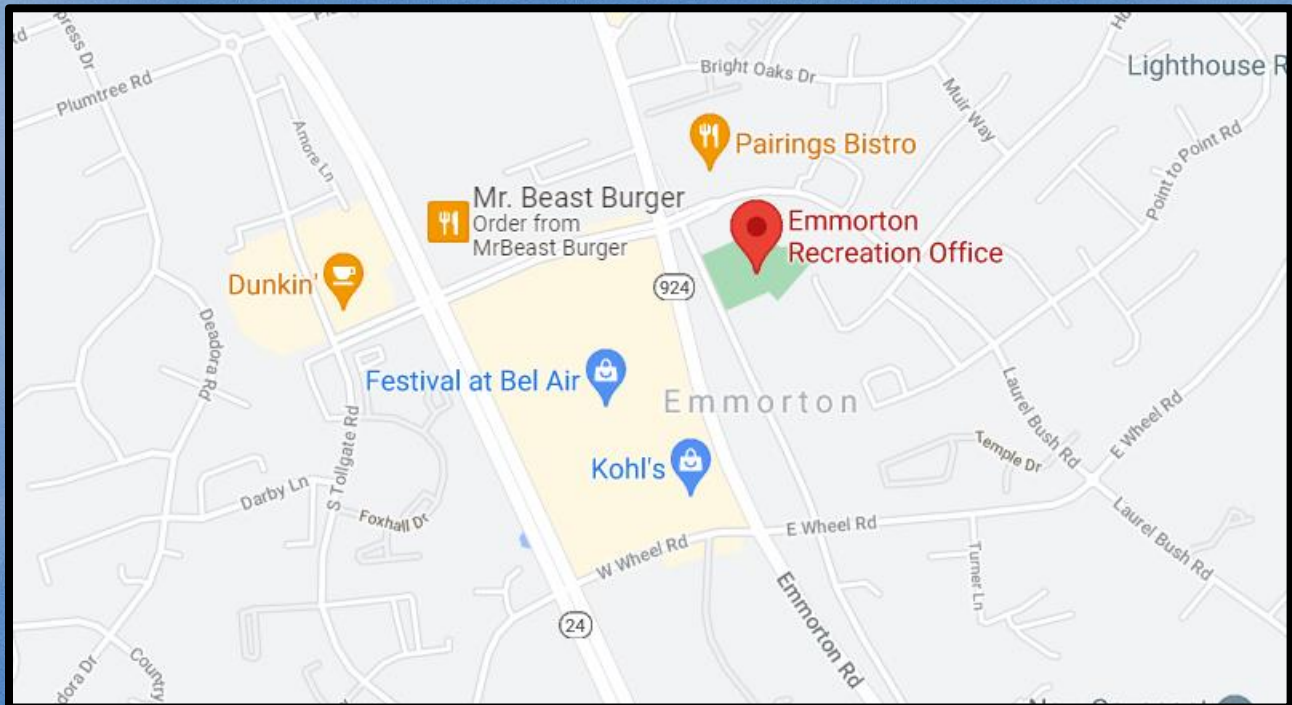 Plumtree Rd
Bright Oaks Dr
Lighthouse R
Muir Way
Amore Ln
Pairings Bistro
Point to Point Rd
Mr. Beast Burger
Order from
MrBeast Burger
Emmorton
Recreation Office
Dunkin'
924
Deadora Rd
Festival at Bel Air
Emmorton
Laurel Bush Rd
E Wheel Rd
Temple Dr
Kohl's
S Tollgate Rd
Darby Ln
Foxhall Dr
E Wheel Rd
Laurel Bush Rd
W Wheel Rd
Turner Ln
Emmorton Rd
24
Country
dora Dr